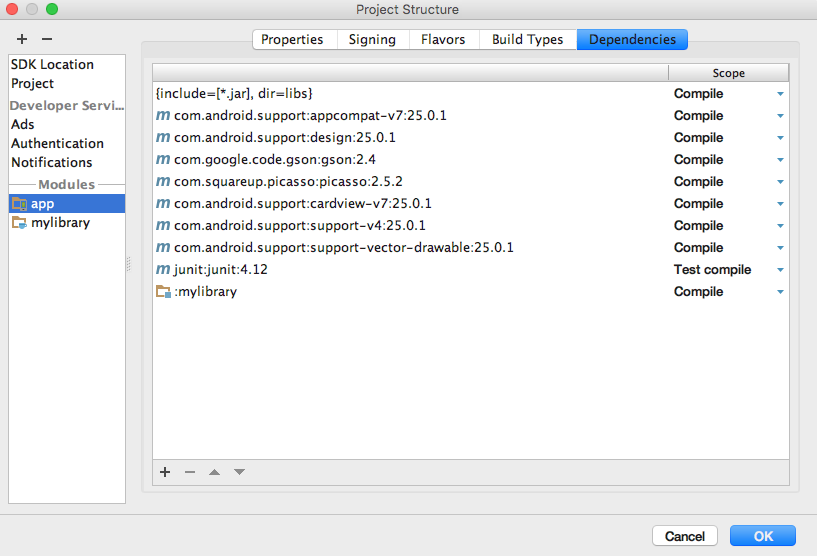 Project Structure
Properties
Signing
Flavors
Build Types
Dependencies
SDK Location
Project
Developer Servi...
Ads
Authentication
Notifications
Modules
app
mylibrary
Scope
{include=[*.jar], dir=libs} Compile
m com.android.support:appcompat-v7:25.0.1 Compile
m com.android.support:design:25.0.1 Compile
m com.google.code.gson:gson:2.4 Compile
m com.squareup.picasso:picasso:2.5.2 Compile
m com.android.support:cardview-v7:25.0.1 Compile
m com.android.support:support-v4:25.0.1 Compile
m com.android.support:support-vector-drawable:25.0.1 Compile
m junit:junit:4.12 Test compile
:mylibrary Compile
Cancel
OK